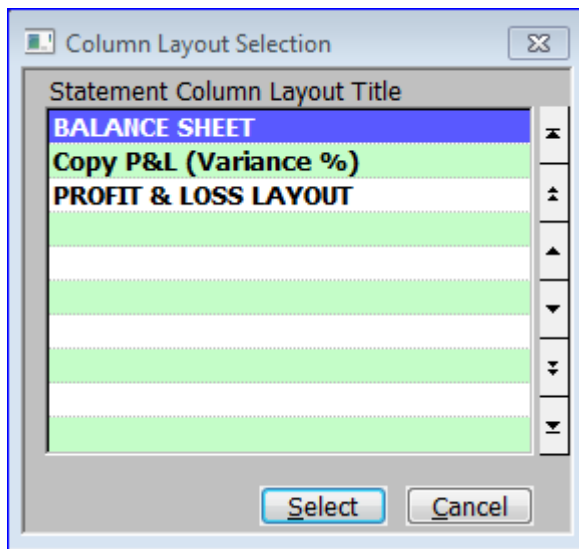 Column Layout Selection
Statement Column Layout Title
BALANCE SHEET
Copy P&L (Variance %)
PROFIT & LOSS LAYOUT
Select Cancel